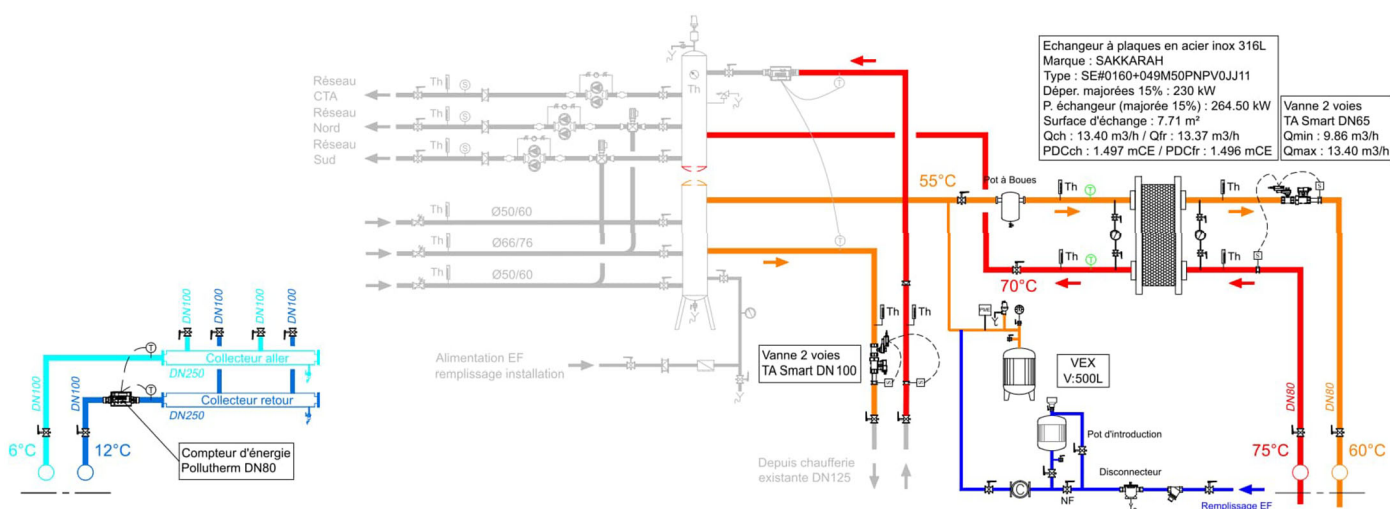 Echangeur à plaques en acier inox 316L
Marque : SAKKARAH
Type : SE#0160+049M50PNPV0JJ11
Déper. majorées 15% : 230 kW
P. échangeur (majorée 15%) : 264.50 kW
Surface d'échange : 7.71 m²
Qch : 13.40 m3/h / Qfr : 13.37 m3/h
PDCch : 1.497 mCE / PDCfr : 1.496 mCE
Vanne 2 voies
TA Smart DN65
Qmin : 9.86 m3/h
Qmax : 13.40 m3/h
Réseau
CTA
Th
S
Réseau
Nord
Th
S
Réseau
Sud
Th
S
Th
T
55°C
Pot à Boues
Th
T
Th
S
Th
Ø50/60
Th
Ø66/76
Th
Ø50/60
T
70°C
Th
T
Th
S
75°C
60°C
DN80
DN80
Th
Th
Vanne 2 voies
TA Smart DN 100
VEX
V:500L
Pot d'introduction
Disconnecteur
C
NF
Remplissage EF
Alimentation EF
remplissage installation
Depuis chaufferie
existante DN125
DN100
DN100
DN100
DN100
T
Collecteur aller
DN250
DN100
DN100
T
Collecteur retour
DN250
6°C
12°C
Compteur d'énergie
Pollutherm DN80